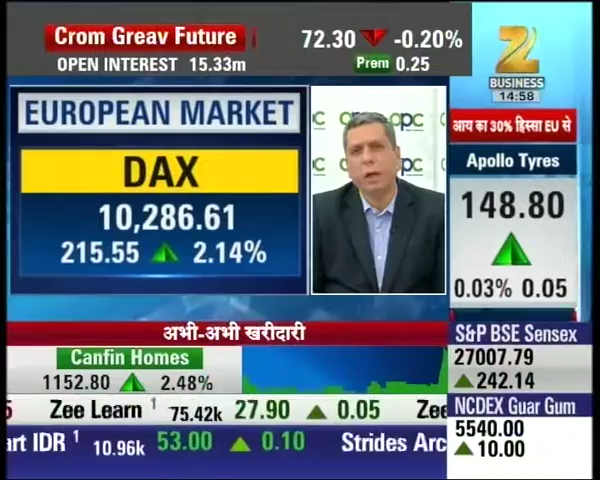 Crom Greav Future
72.30 -0.20%
OPEN INTEREST 15.33m
Prem 0.25
Z
BUSINESS
14:58
EUROPEAN MARKET
DAX
10,286.61
215.55 2.14%
आय का 30% हिस्सा EU से
Apollo Tyres
148.80
0.03% 0.05
अभी-अभी खरीदारी
Canfin Homes
1152.80 2.48%
S&P BSE Sensex
27007.79
242.14
5 Zee Learn 1 75.42k 27.90 0.05 Zee
NCDEX Guar Gum
5540.00
10.00
art IDR 1 10.96k 53.00 0.10 Strides Arc